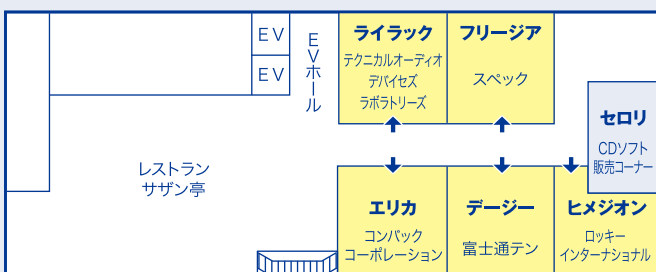 EV
EV
EVホール
ライラック
テクニカルオーディオ
デバイセズ
ラボラトリーズ
フリージア
スペック
セロリ
CDソフト
販売コーナー
レストラン
サザン亭
エリカ
コンバック
コーポレーション
デージー
富士通テン
ヒメジオン
ロッキー
インターナショナル